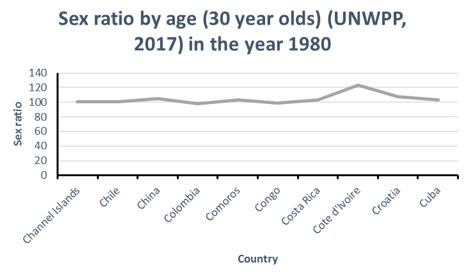 Sex ratio by age (30 year olds) (UNWPP,
2017) in the year 1980
140
120
100
80
60
40
20
0
Sex ratio
Channel Islands
Chile
China
Colombia
Comoros
Congo
Costa Rica
Cote d'Ivoire
Croatia
Cuba
Country